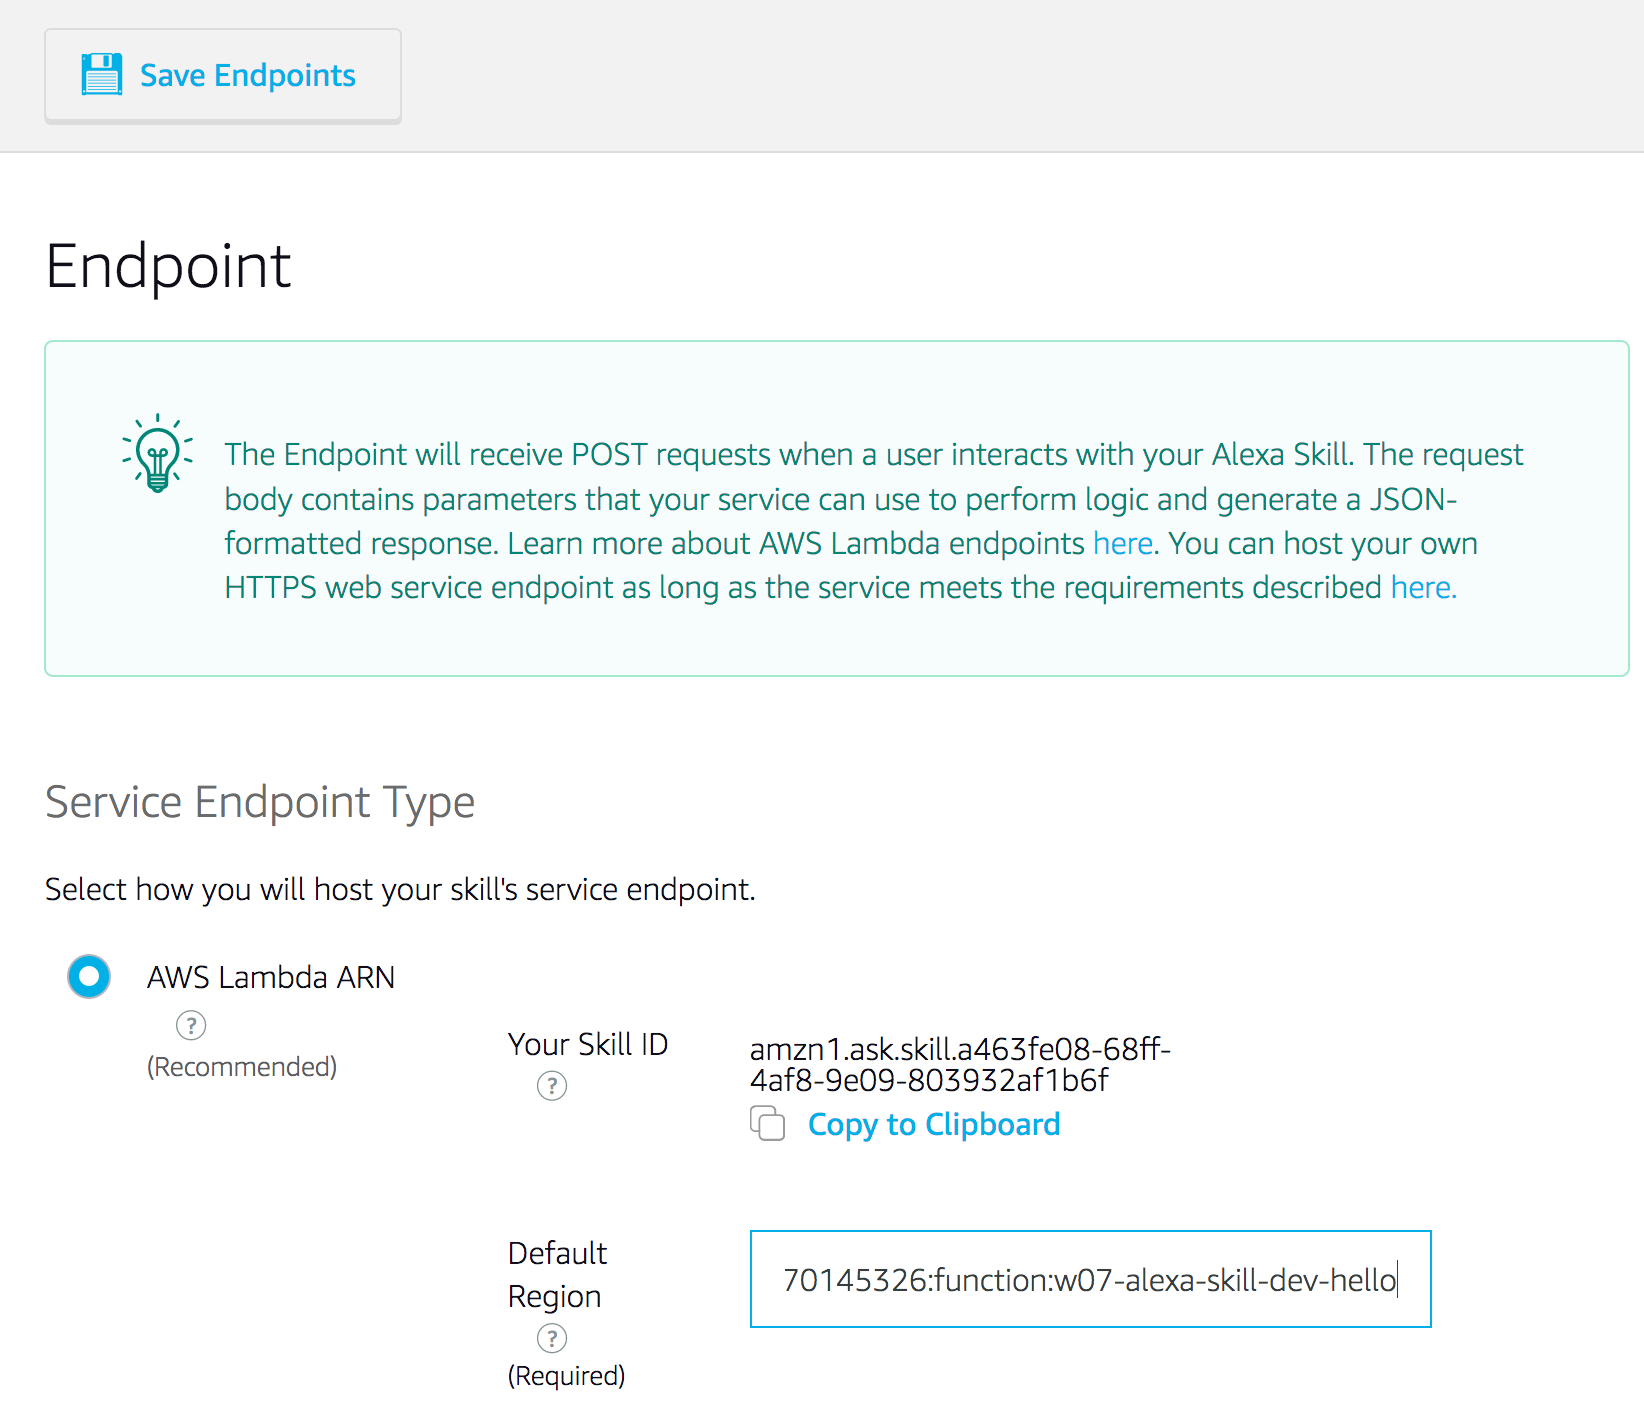 Save Endpoints
Endpoint
The Endpoint will receive POST requests when a user interacts with your Alexa Skill. The request
body contains parameters that your service can use to perform logic and generate a JSON-
formatted response. Learn more about AWS Lambda endpoints here. You can host your own
HTTPS web service endpoint as long as the service meets the requirements described here.
Service Endpoint Type
Select how you will host your skill's service endpoint.
AWS Lambda ARN
?
(Recommended)
Your Skill ID
?
amzn1.ask.skill.a463fe08-68ff-
4af8-9e09-803932af1b6f
Copy to Clipboard
Default
Region
?
(Required)
70145326:function:w07-alexa-skill-dev-hello